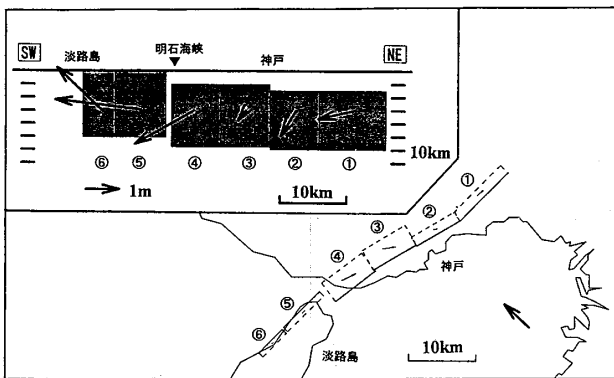 SW
淡路島
明石海峡
神戸
NE
10km
⑥ ⑤ ④ ③ ② ①
1m
10km
①
②
③
④
神戸
⑤
⑥
淡路島
10km